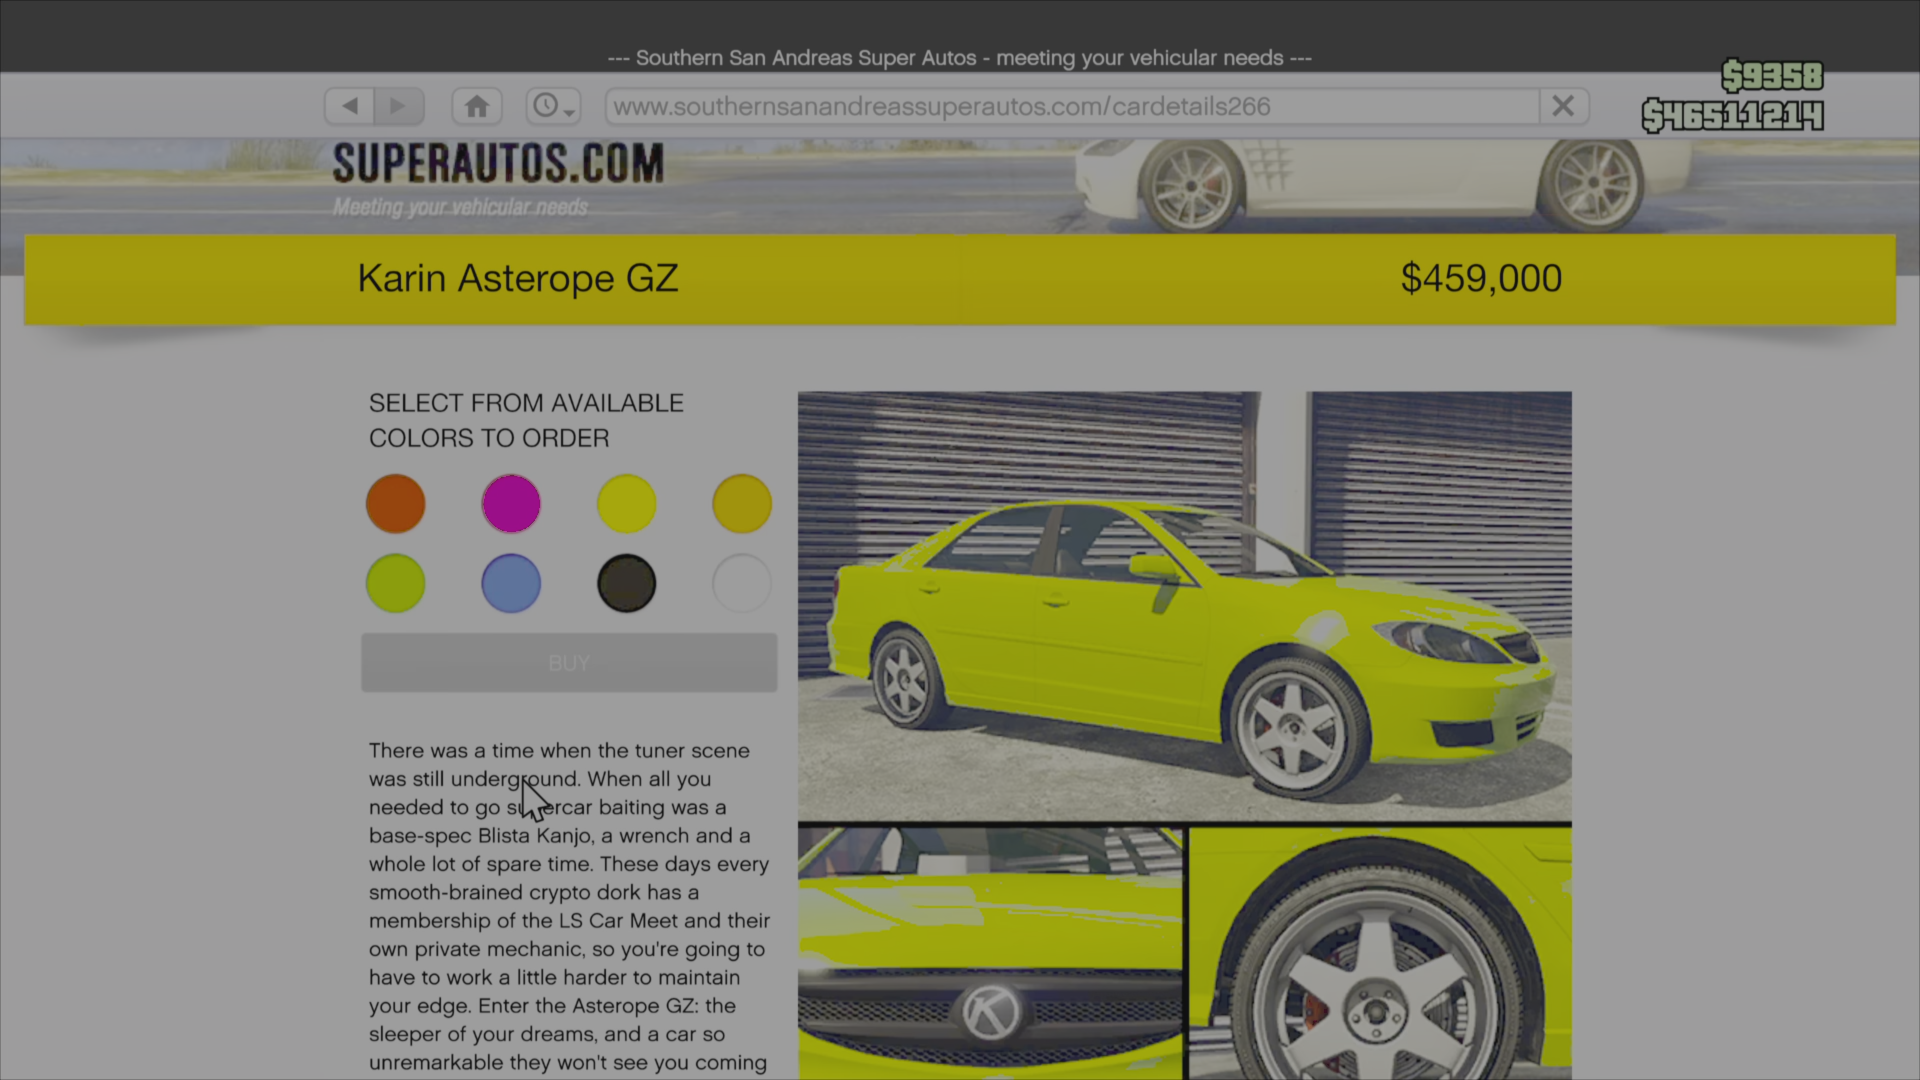 --- Southern San Andreas Super Autos - meeting your vehicular needs ---
$9358
www.southernsanandreassuperautos.com/cardetails266
$46511214
SUPERAUTOS.COM
Meeting your vehicular needs
Karin Asterope GZ
$459,000
SELECT FROM AVAILABLE
COLORS TO ORDER
BUY
There was a time when the tuner scene
was still underground. When all you
needed to go supercar baiting was a
base-spec Blista Kanjo, a wrench and a
whole lot of spare time. These days every
smooth-brained crypto dork has a
membership of the LS Car Meet and their
own private mechanic, so you're going to
have to work a little harder to maintain
your edge. Enter the Asterope GZ: the
sleeper of your dreams, and a car so
unremarkable they won't see you coming